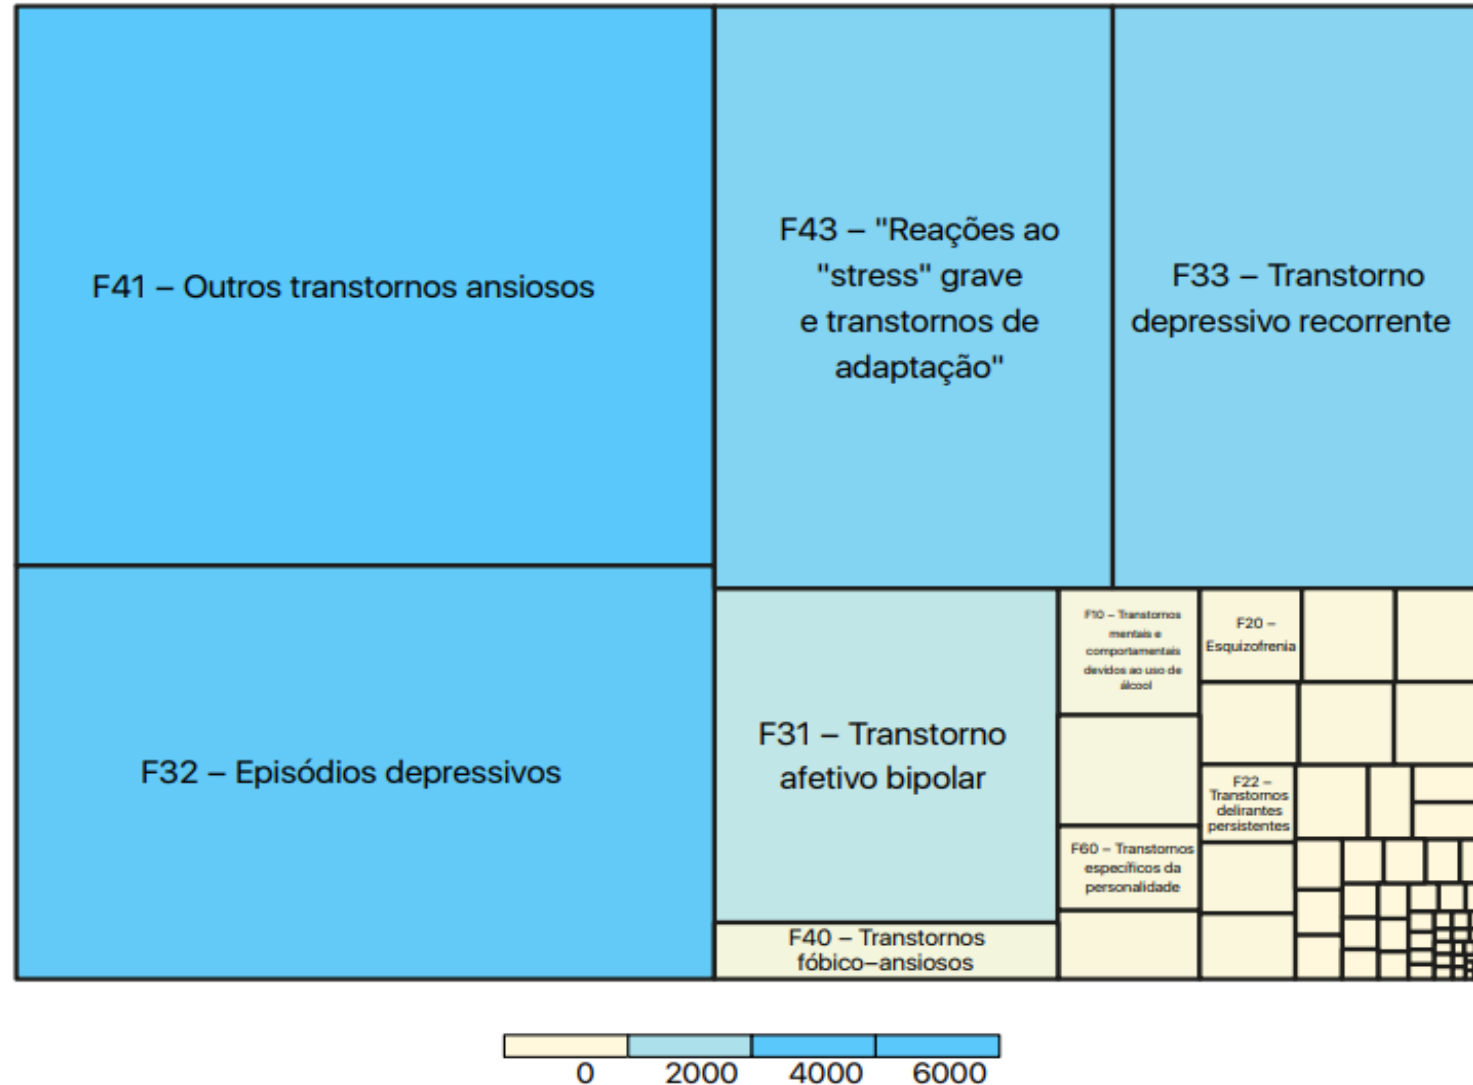 F41 – Outros transtornos ansiosos
F43 – "Reações ao
"stress" grave
e transtornos de
adaptação"
F33 – Transtorno
depressivo recorrente
F32 – Episódios depressivos
F31 – Transtorno
afetivo bipolar
F40 – Transtornos
fóbico–ansiosos
F10 – Transtornos
mentais e
comportamentais
devidos ao uso de
álcool
F60 – Transtornos
específicos da
personalidade
F20 –
Esquizofrenia
F22 –
Transtornos
delirantes
persistentes
0 2000 4000 6000